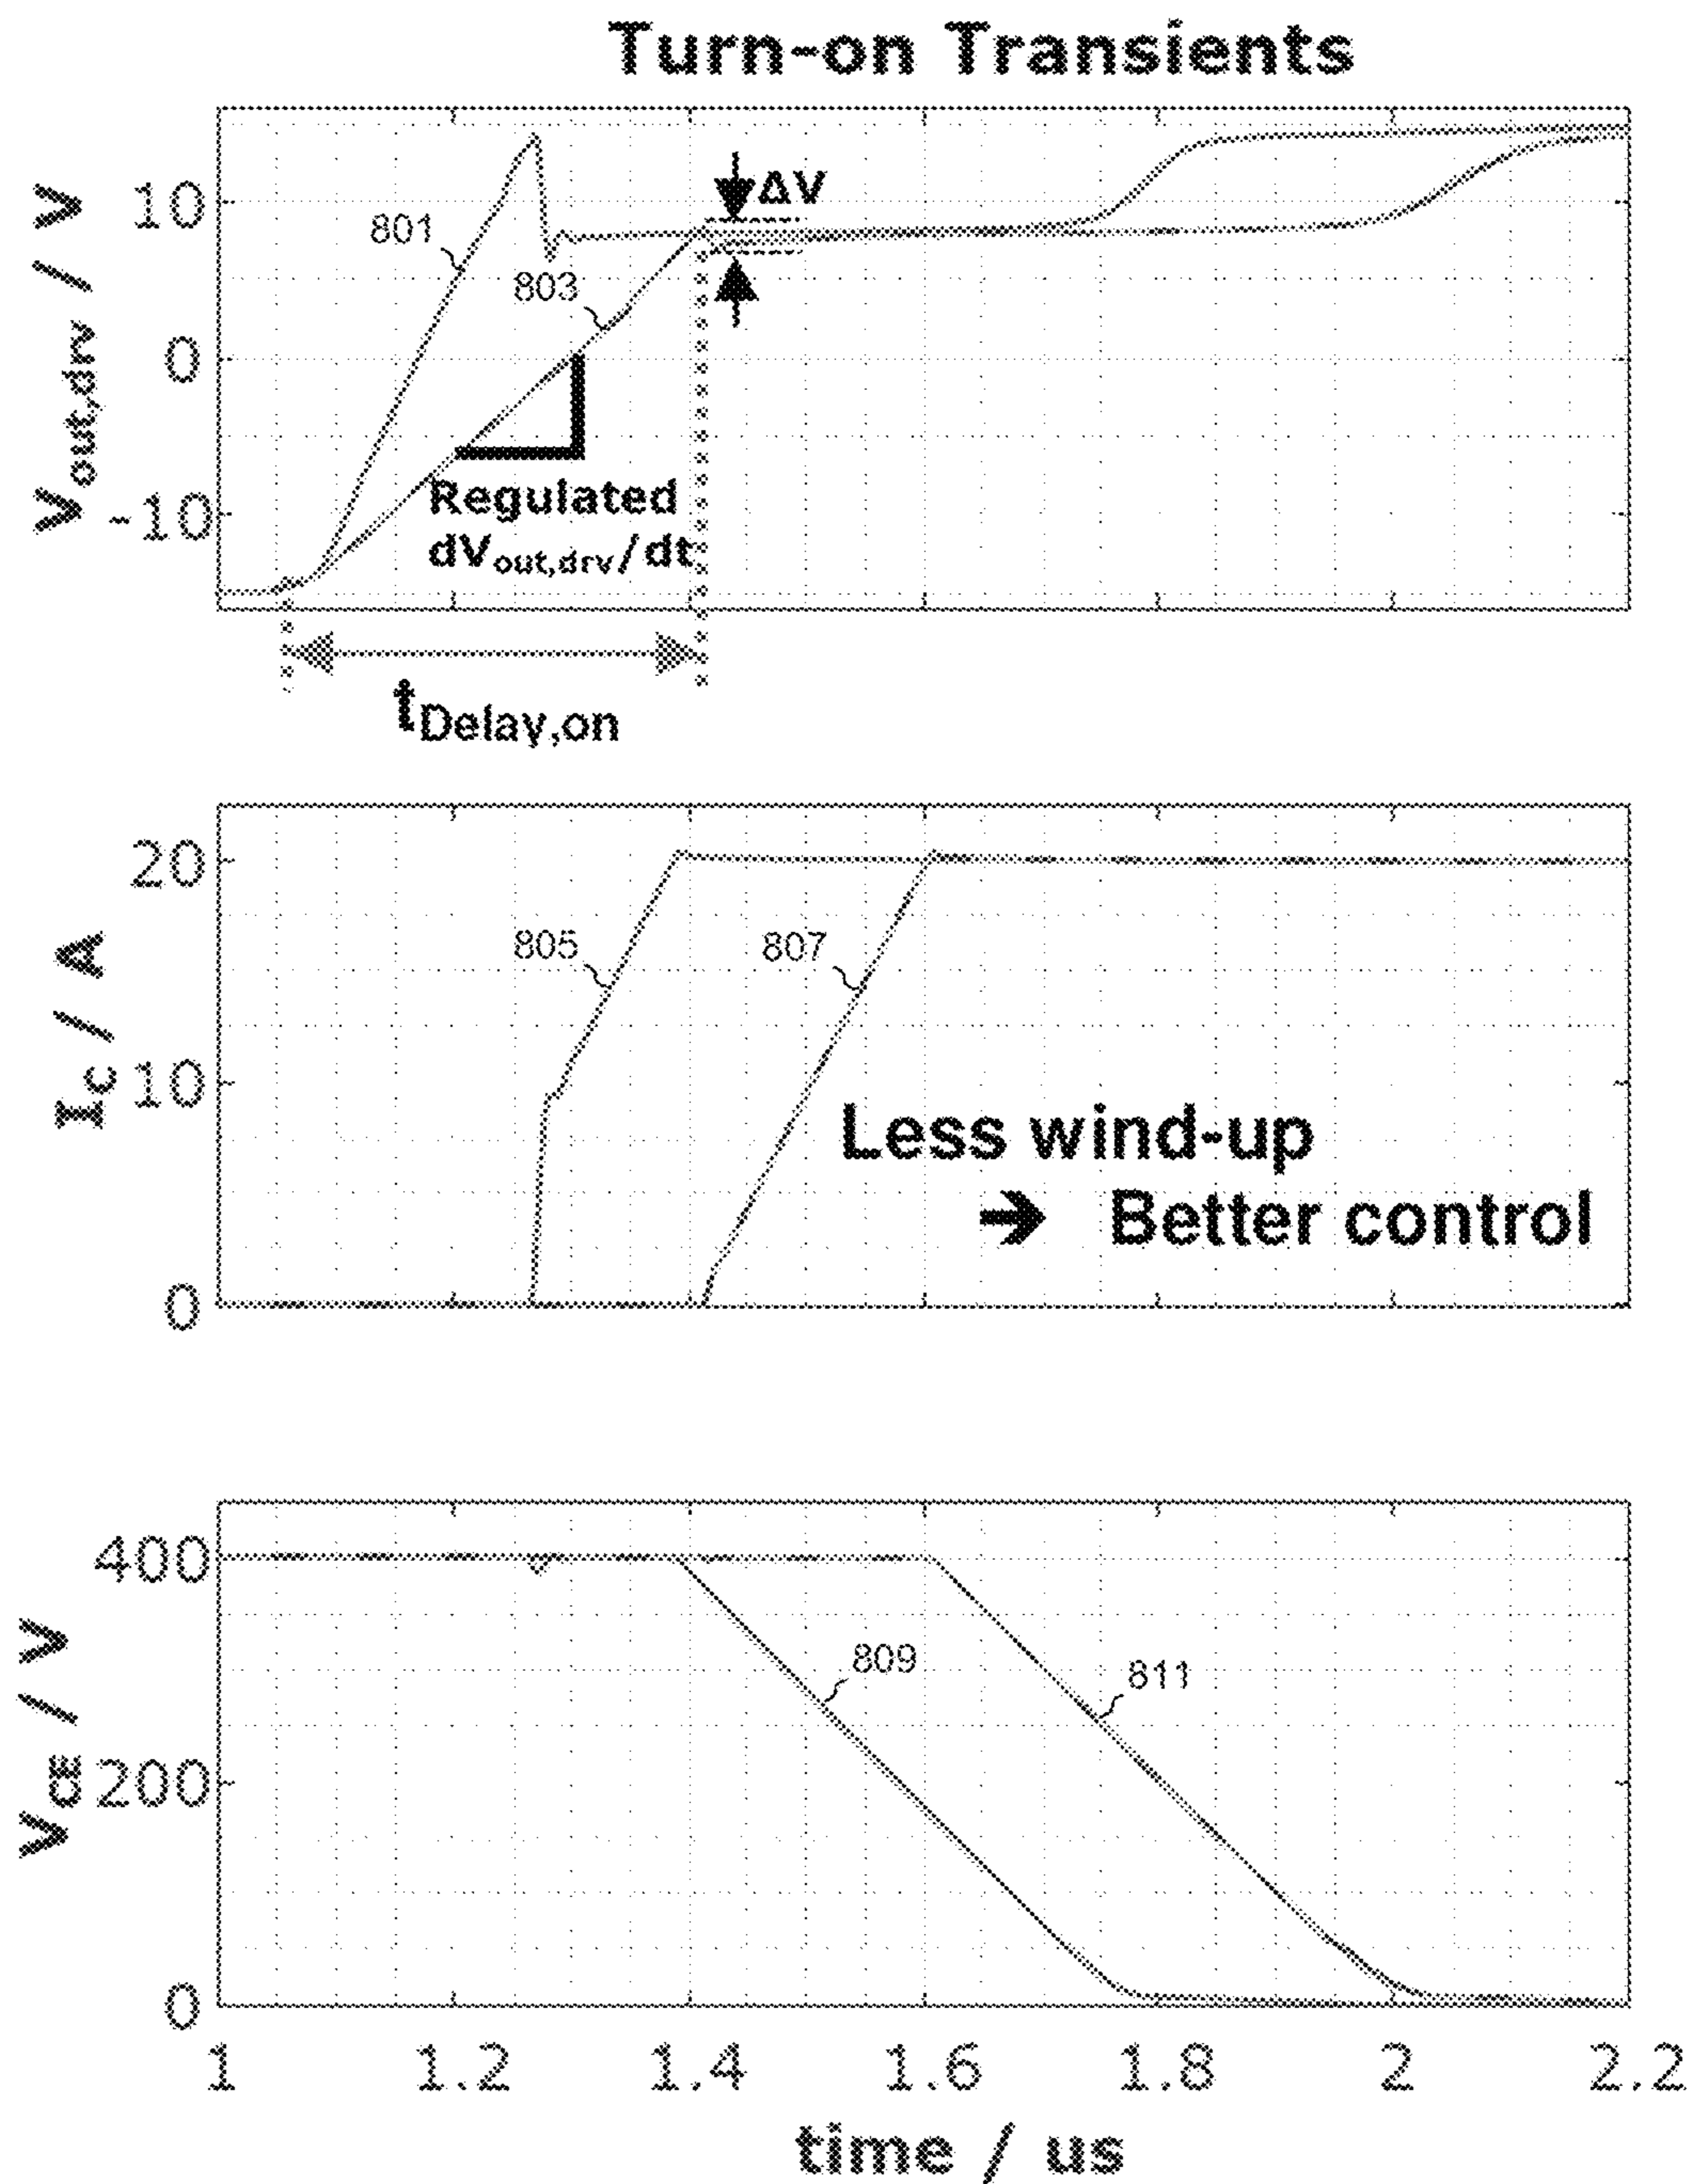 Turn-on Transients
Vout,drv / V
10
0
-10
801
803
ΔV
Regulated
dVout,drv/dt
tDelay,on
IC / A
20
10
0
805
807
Less wind-up
➔ Better control
VCE / V
400
200
0
809
811
1 1.2 1.4 1.6 1.8 2 2.2
time / us